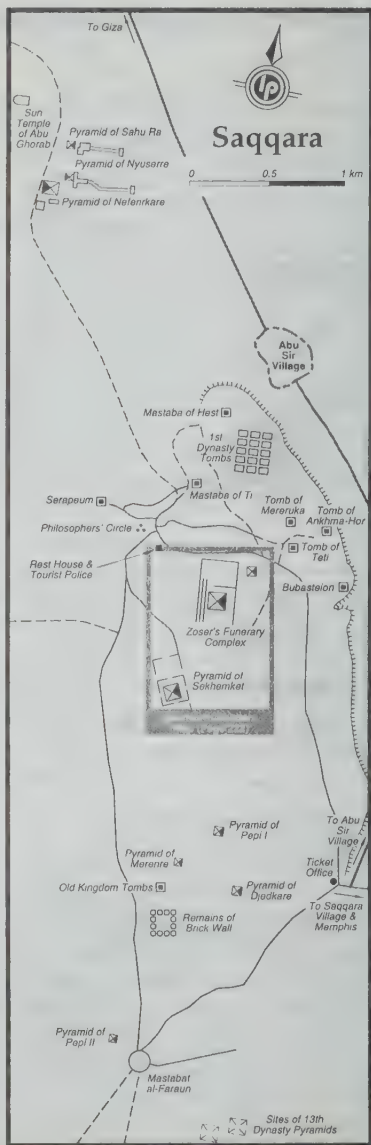 To Giza
LP
Saqqara
0 0.5 1 km
Sun
Temple
of Abu
Ghorab
Pyramid of Sahu Ra
Pyramid of Nyuserre
Pyramid of Neferirkare
Abu
Sir
Village
Mastaba of Hest
1st
Dynasty
Tombs
Mastaba of Ti
Serapeum
Philosophers' Circle
Tomb of
Mereruka
Tomb of
Ankhma-Hor
Rest House &
Tourist Police
Tomb of
Teti
Bubasteion
Zoser's Funerary
Complex
Pyramid of
Sekhemket
Pyramid of
Pepi I
Pyramid of
Merenre
To Abu
Sir
Village
Ticket
Office
Old Kingdom Tombs
Pyramid of
Djedkare
Remains of
Brick Wall
To Saqqara
Village &
Memphis
Pyramid of
Pepi II
Mastabat
al-Faraun
Sites of 13th
Dynasty Pyramids